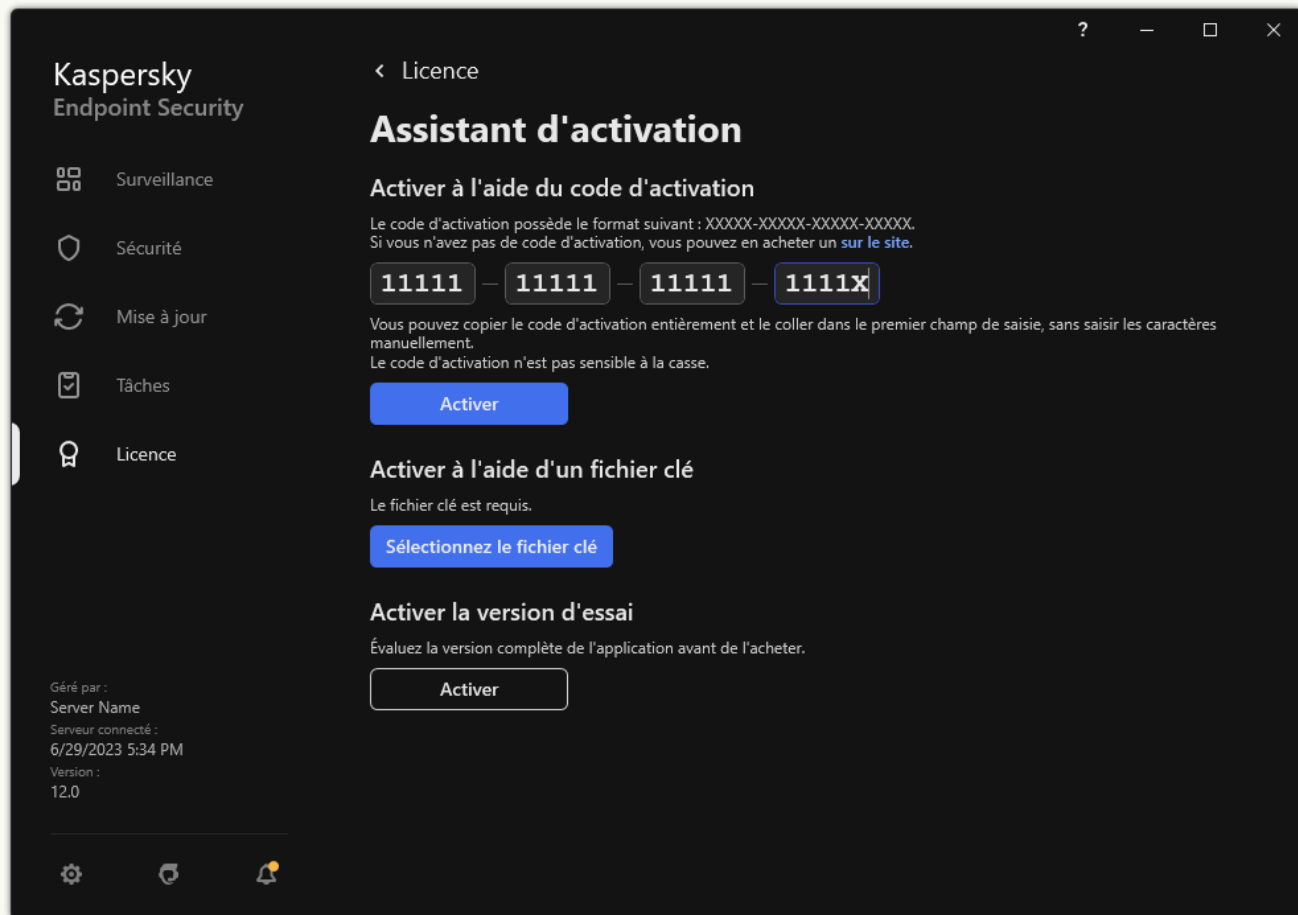 ?
Kaspersky
Endpoint Security
Surveillance
Sécurité
Mise à jour
Tâches
Licence
Géré par :
Server Name
Serveur connecté :
6/29/2023 5:34 PM
Version :
12.0
Licence
Assistant d'activation
Activer à l'aide du code d'activation
Le code d'activation possède le format suivant : XXXXX-XXXXX-XXXXX-XXXXX.
Si vous n'avez pas de code d'activation, vous pouvez en acheter un sur le site.
11111 — 11111 — 11111 — 1111X
Vous pouvez copier le code d'activation entièrement et le coller dans le premier champ de saisie, sans saisir les caractères
manuellement.
Le code d'activation n'est pas sensible à la casse.
Activer
Activer à l'aide d'un fichier clé
Le fichier clé est requis.
Sélectionnez le fichier clé
Activer la version d'essai
Évaluez la version complète de l'application avant de l'acheter.
Activer